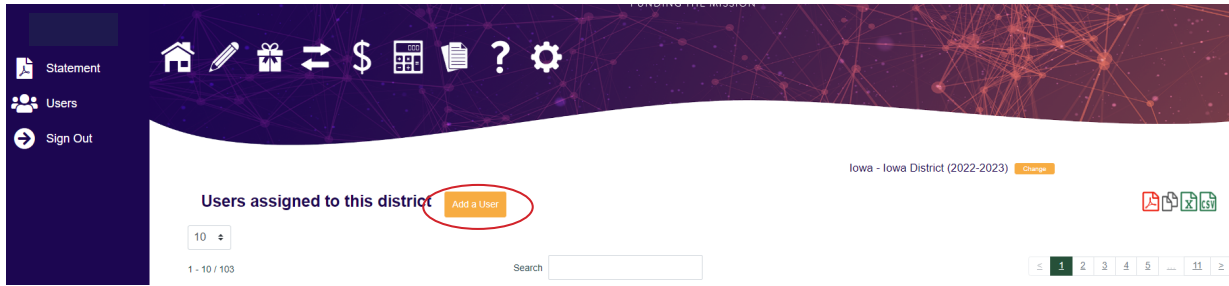 FUNDING THE MISSION
Statement
Users
Sign Out
$ ?
Iowa - Iowa District (2022-2023) Change
Users assigned to this district Add a User
X CSV
10
1 - 10 / 103 Search ≤ 1 2 3 4 5 ... 11 ≥